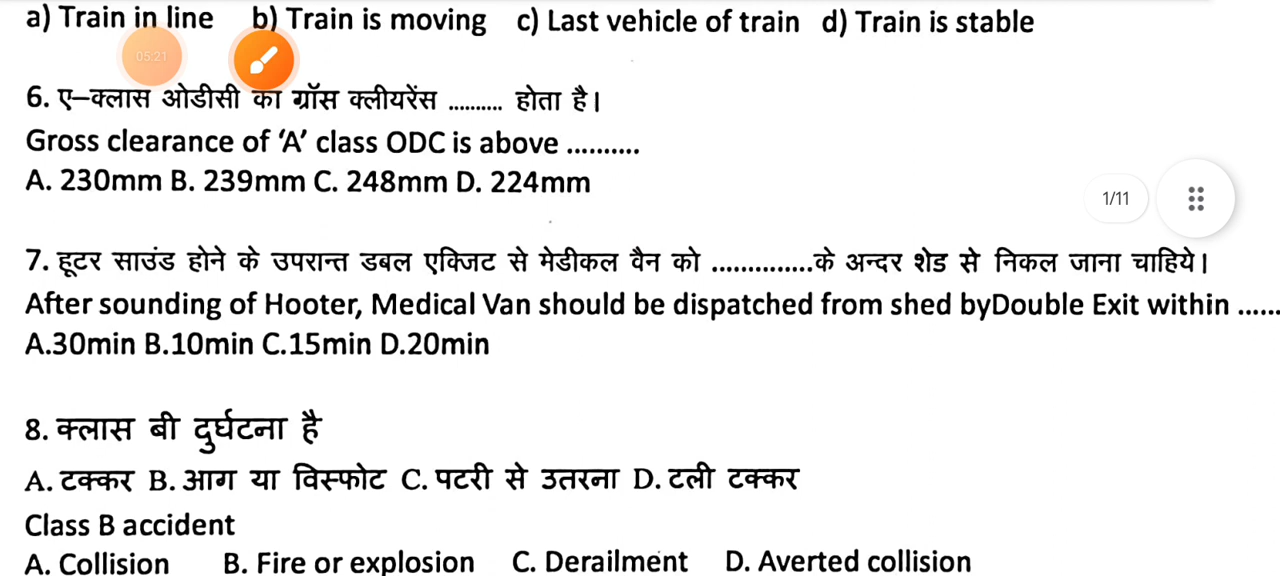 a) Train in line b) Train is moving c) Last vehicle of train d) Train is stable
05:21
6. ए–क्लास ओडीसी का ग्रॉस क्लीयरेंस .......... होता है।
Gross clearance of ‘A’ class ODC is above ..........
A. 230mm B. 239mm C. 248mm D. 224mm
1/11
7. हूटर साउंड होने के उपरान्त डबल एक्जिट से मेडीकल वैन को ...............के अन्दर शेड से निकल जाना चाहिये।
After sounding of Hooter, Medical Van should be dispatched from shed byDouble Exit within ......
A.30min B.10min C.15min D.20min
8. क्लास बी दुर्घटना है
A. टक्कर B. आग या विस्फोट C. पटरी से उतरना D. टली टक्कर
Class B accident
A. Collision B. Fire or explosion C. Derailment D. Averted collision